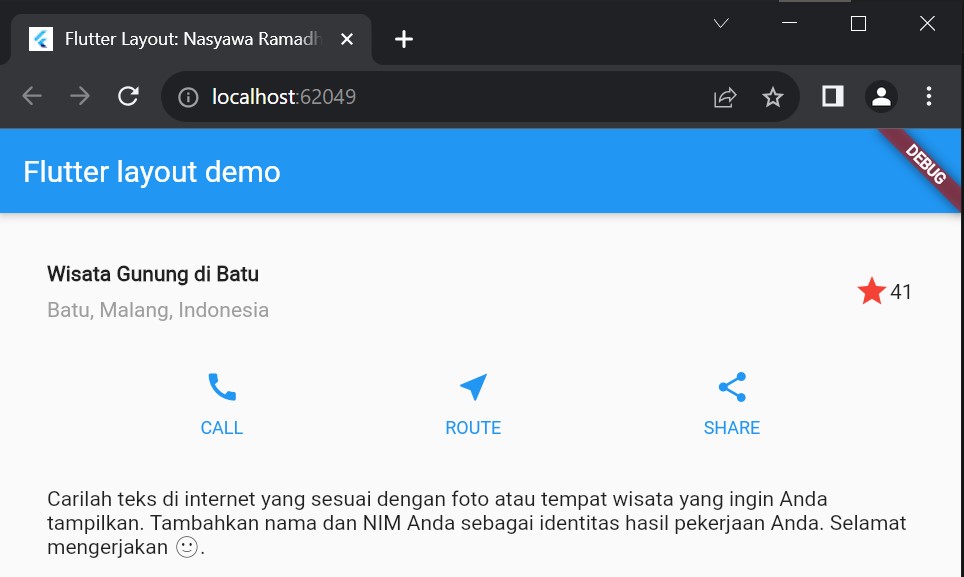 Flutter Layout: Nasyawa Ramadh
localhost:62049
Flutter layout demo
DEBUG
Wisata Gunung di Batu
Batu, Malang, Indonesia
41
CALL
ROUTE
SHARE
Carilah teks di internet yang sesuai dengan foto atau tempat wisata yang ingin Anda
tampilkan. Tambahkan nama dan NIM Anda sebagai identitas hasil pekerjaan Anda. Selamat
mengerjakan 🙂.